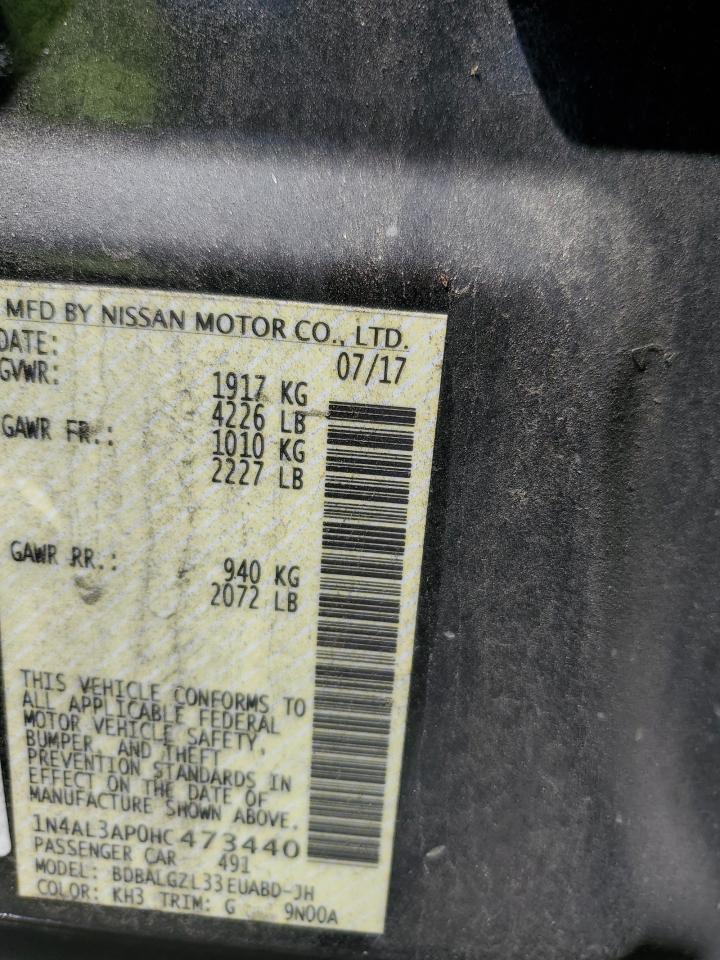 MFD BY NISSAN MOTOR CO., LTD.
DATE: 07/17
GVWR: 1917 KG
4226 LB
GAWR FR.: 1010 KG
2227 LB
GAWR RR.: 940 KG
2072 LB
THIS VEHICLE CONFORMS TO
ALL APPLICABLE FEDERAL
MOTOR VEHICLE SAFETY,
BUMPER, AND THEFT
PREVENTION STANDARDS IN
EFFECT ON THE DATE OF
MANUFACTURE SHOWN ABOVE.
1N4AL3AP0HC473440
PASSENGER CAR 491
MODEL: BDBALGZL33EUABD-JH
COLOR: KH3 TRIM: G 9N00A